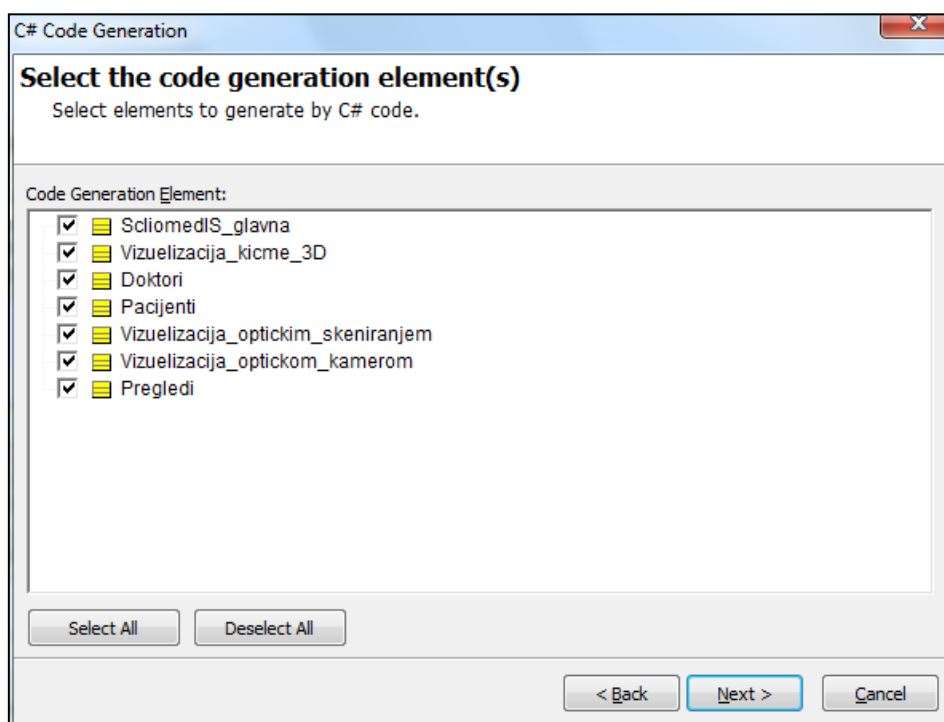 C# Code Generation
Select the code generation element(s)
Select elements to generate by C# code.
Code Generation Element:
ScliomedIS_glavna
Vizuelizacija_kicme_3D
Doktori
Pacijenti
Vizuelizacija_optickim_skeniranjem
Vizuelizacija_optickom_kamerom
Pregledi
Select All Deselect All
< Back Next > Cancel